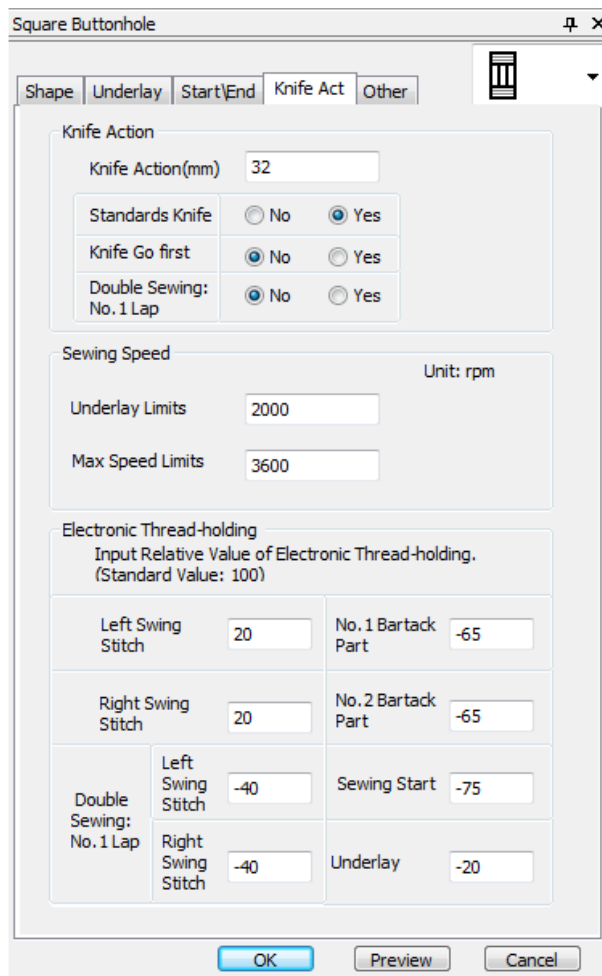 Square Buttonhole
Shape Underlay Start\End Knife Act Other
Knife Action
Knife Action(mm) 32
Standards Knife No Yes
Knife Go first No Yes
Double Sewing:
No.1 Lap No Yes
Sewing Speed
Unit: rpm
Underlay Limits 2000
Max Speed Limits 3600
Electronic Thread-holding
Input Relative Value of Electronic Thread-holding.
(Standard Value: 100)
Left Swing
Stitch 20
No.1 Bartack
Part -65
Right Swing
Stitch 20
No.2 Bartack
Part -65
Double
Sewing:
No.1 Lap
Left
Swing
Stitch -40
Sewing Start -75
Right
Swing
Stitch -40
Underlay -20
OK Preview Cancel